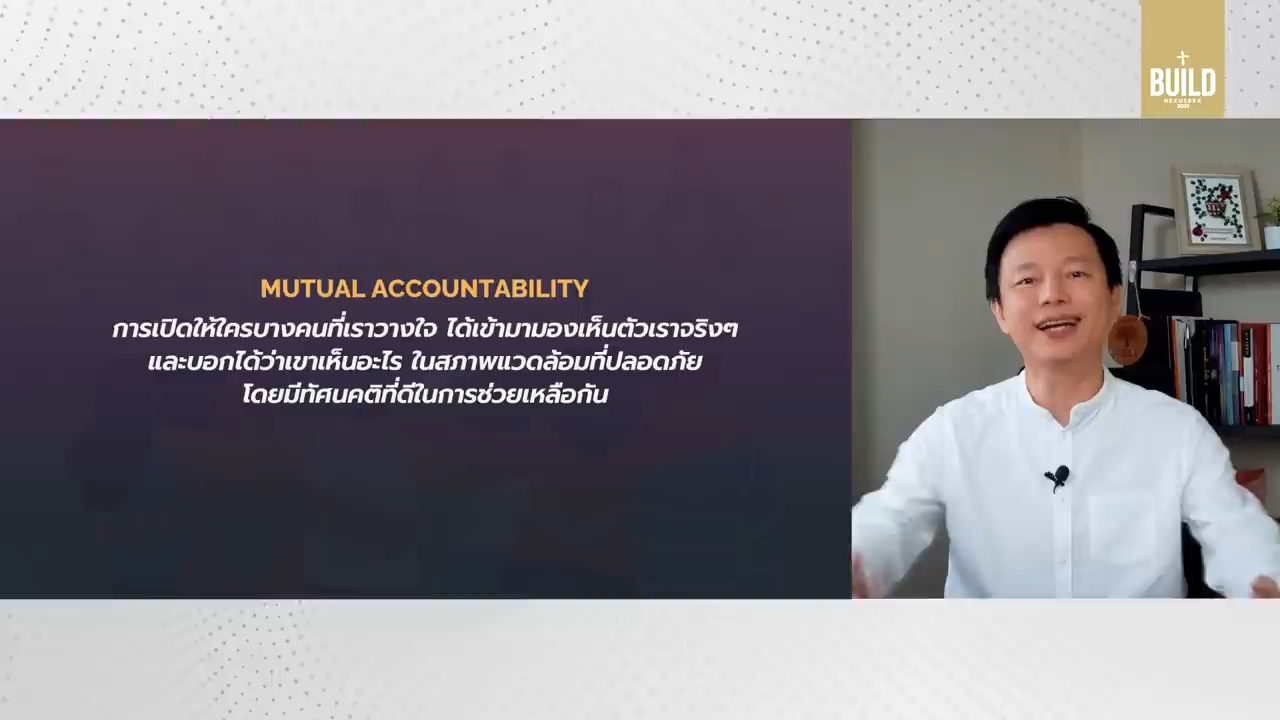 BUILD
NEXUSBKK
2021
MUTUAL ACCOUNTABILITY
การเปิดให้ใครบางคนที่เราวางใจ ได้เข้ามามองเห็นตัวเราจริงๆ
และบอกได้ว่าเขาเห็นอะไร ในสภาพแวดล้อมที่ปลอดภัย
โดยมีทัศนคติที่ดีในการช่วยเหลือกัน